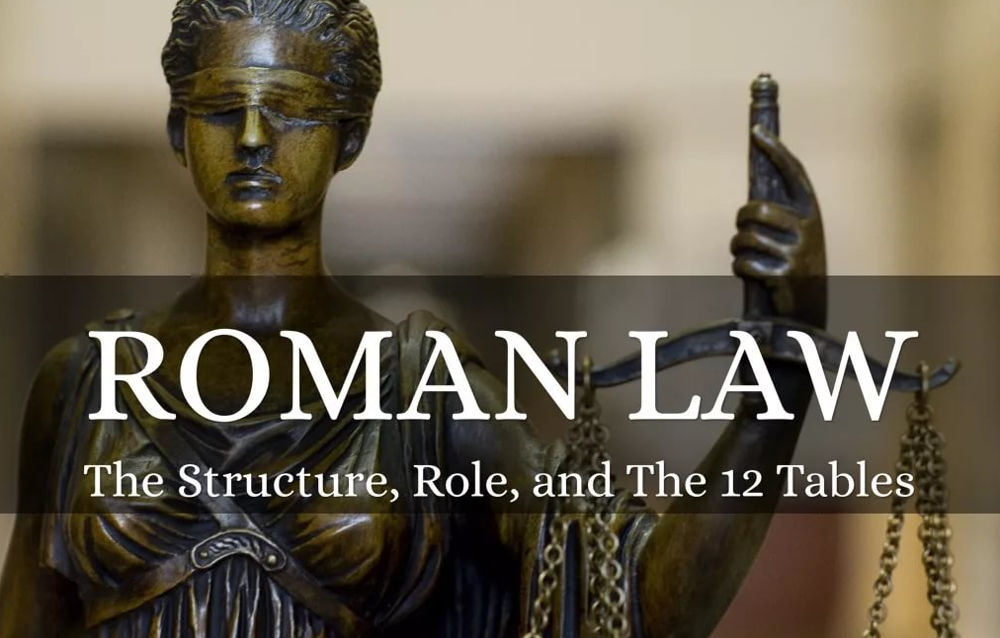 ROMAN LAW
The Structure, Role, and The 12 Tables